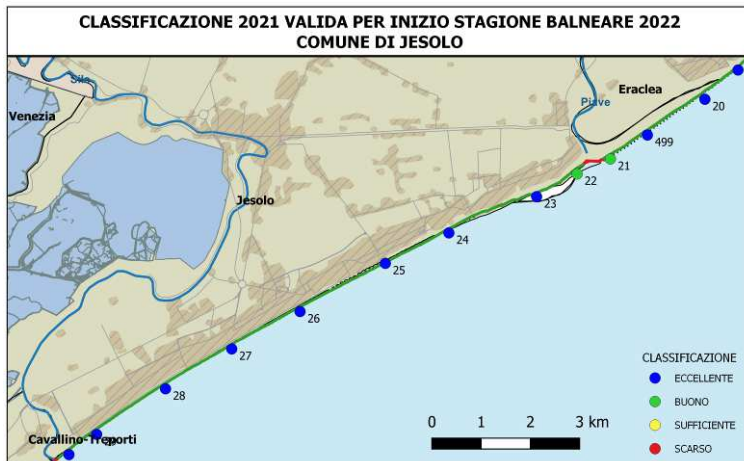 CLASSIFICAZIONE 2021 VALIDA PER INIZIO STAGIONE BALNEARE 2022
COMUNE DI JESOLO
Sile
Venezia
Eraclea
Piave
20
499
21
22
Jesolo
23
24
25
26
27
28
Cavallino-Treporti
CLASSIFICAZIONE
ECCELLENTE
BUONO
SUFFICIENTE
SCARSO
0 1 2 3 km